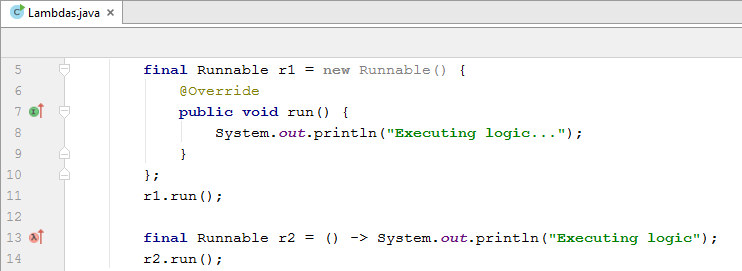 Lambdas.java
5 final Runnable r1 = new Runnable() {
6 @Override
7 public void run() {
8 System.out.println("Executing logic...");
9 }
10 };
11 r1.run();
12
13 final Runnable r2 = () -> System.out.println("Executing logic");
14 r2.run();